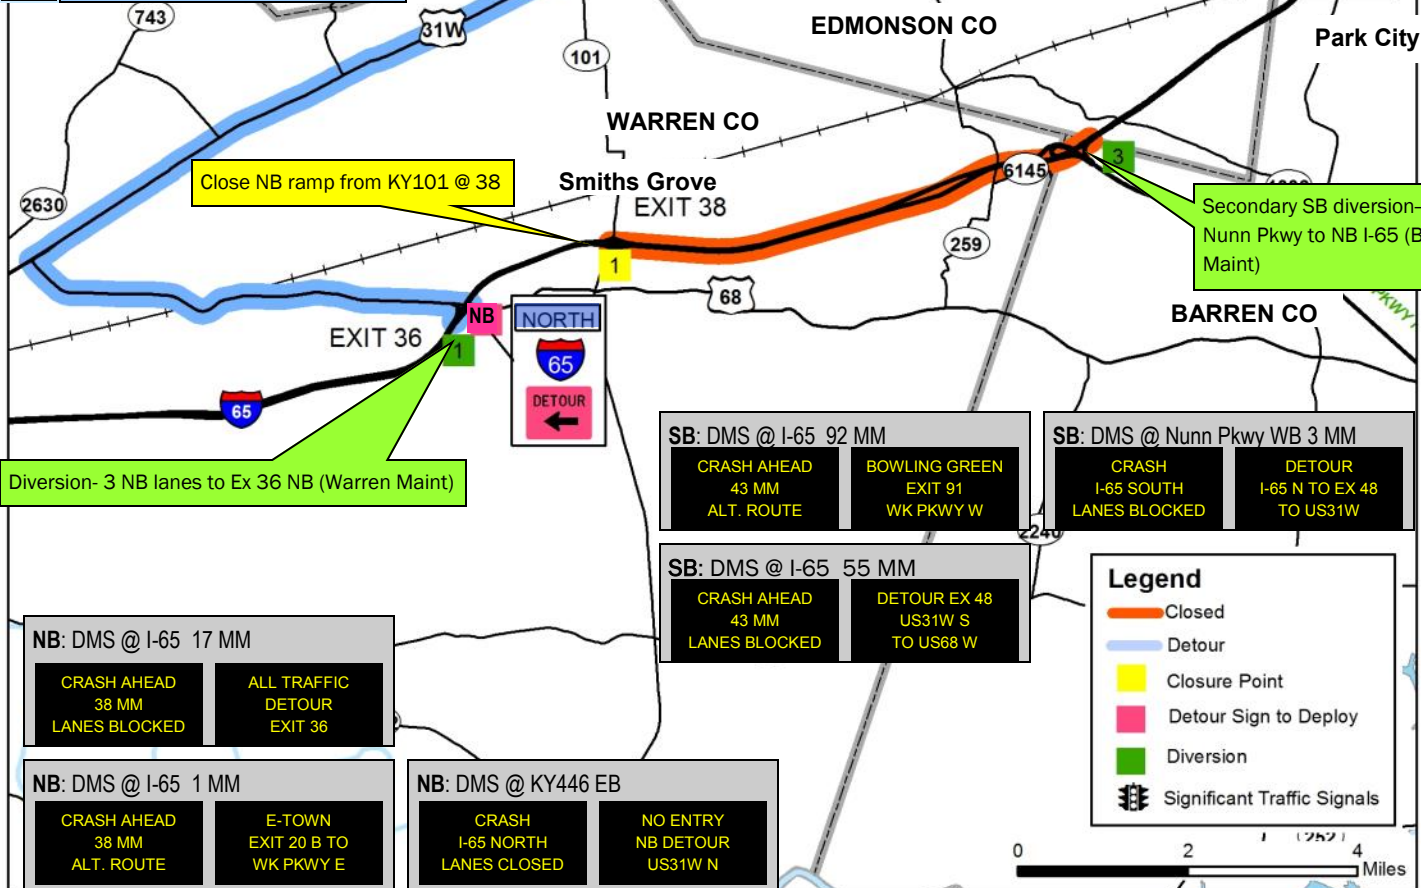 743
31W
101
EDMONSON CO
Park City
WARREN CO
Close NB ramp from KY101 @ 38
Smiths Grove
EXIT 38
6145
3
2630
Secondary SB diversion–
Nunn Pkwy to NB I-65 (B
Maint)
259
1
68
BARREN CO
NB
EXIT 36
1
NORTH
65
DETOUR
65
Diversion- 3 NB lanes to Ex 36 NB (Warren Maint)
SB: DMS @ I-65 92 MM
CRASH AHEAD
43 MM
ALT. ROUTE
BOWLING GREEN
EXIT 91
WK PKWY W
SB: DMS @ Nunn Pkwy WB 3 MM
CRASH
I-65 SOUTH
LANES BLOCKED
DETOUR
I-65 N TO EX 48
TO US31W
2240
SB: DMS @ I-65 55 MM
CRASH AHEAD
43 MM
LANES BLOCKED
DETOUR EX 48
US31W S
TO US68 W
Legend
Closed
Detour
Closure Point
Detour Sign to Deploy
Diversion
Significant Traffic Signals
NB: DMS @ I-65 17 MM
CRASH AHEAD
38 MM
LANES BLOCKED
ALL TRAFFIC
DETOUR
EXIT 36
NB: DMS @ I-65 1 MM
CRASH AHEAD
38 MM
ALT. ROUTE
E-TOWN
EXIT 20 B TO
WK PKWY E
NB: DMS @ KY446 EB
CRASH
I-65 NORTH
LANES CLOSED
NO ENTRY
NB DETOUR
US31W N
0 2 4
Miles